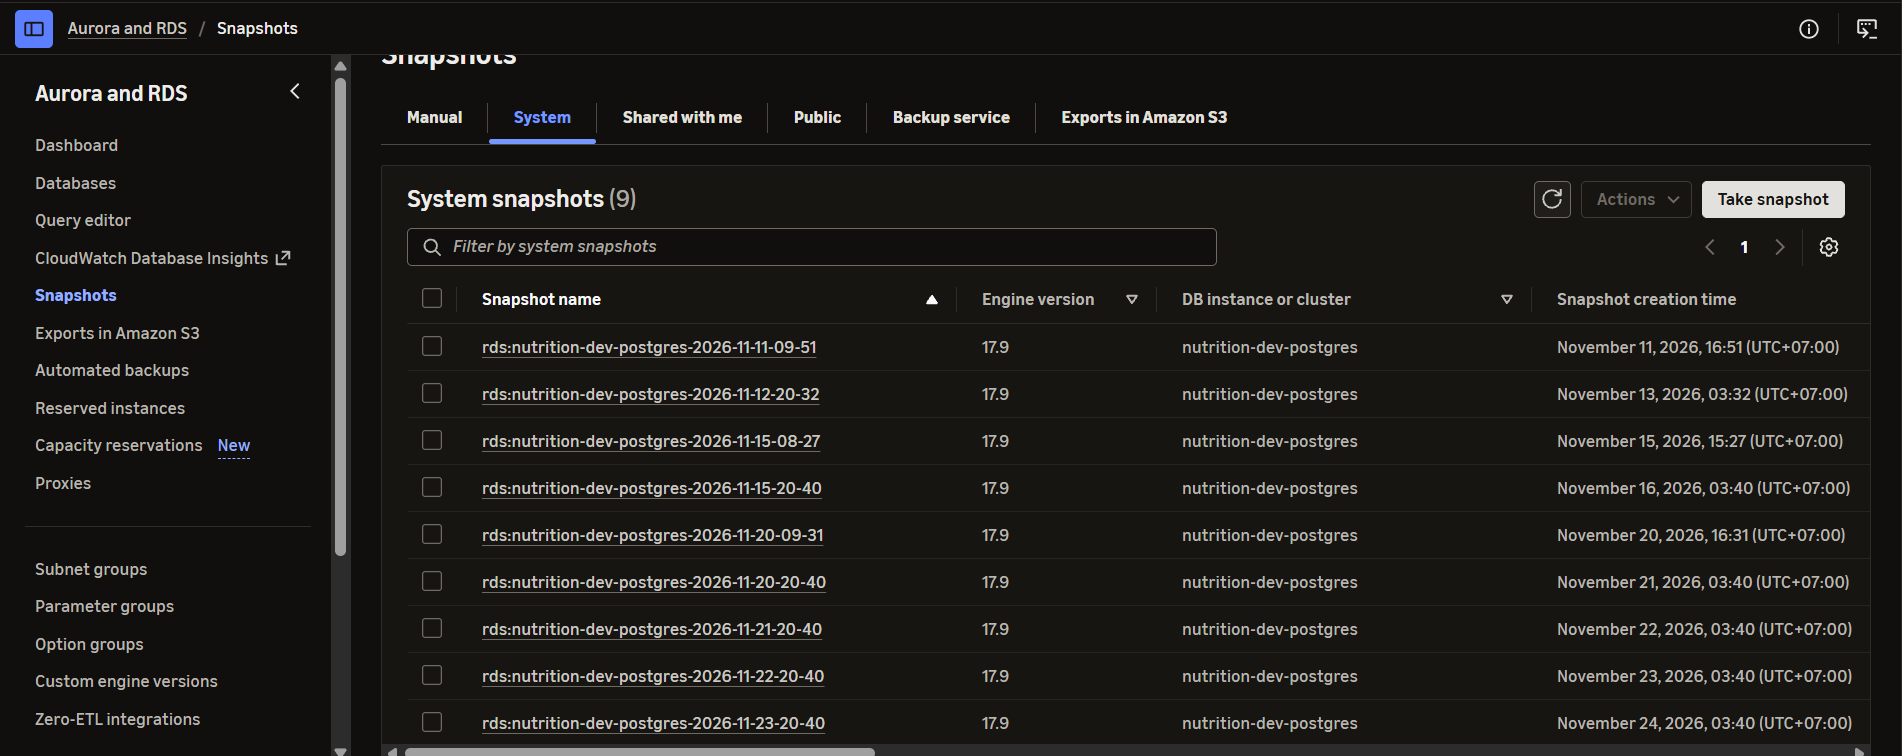 Aurora and RDS / Snapshots
Aurora and RDS
Dashboard
Databases
Query editor
CloudWatch Database Insights
Snapshots
Exports in Amazon S3
Automated backups
Reserved instances
Capacity reservations New
Proxies
Subnet groups
Parameter groups
Option groups
Custom engine versions
Zero-ETL integrations
Snapshots
Manual System Shared with me Public Backup service Exports in Amazon S3
System snapshots (9) Actions Take snapshot
Filter by system snapshots 1
Snapshot name Engine version DB instance or cluster Snapshot creation time
rds:nutrition-dev-postgres-2026-11-11-09-51 17.9 nutrition-dev-postgres November 11, 2026, 16:51 (UTC+07:00)
rds:nutrition-dev-postgres-2026-11-12-20-32 17.9 nutrition-dev-postgres November 13, 2026, 03:32 (UTC+07:00)
rds:nutrition-dev-postgres-2026-11-15-08-27 17.9 nutrition-dev-postgres November 15, 2026, 15:27 (UTC+07:00)
rds:nutrition-dev-postgres-2026-11-15-20-40 17.9 nutrition-dev-postgres November 16, 2026, 03:40 (UTC+07:00)
rds:nutrition-dev-postgres-2026-11-20-09-31 17.9 nutrition-dev-postgres November 20, 2026, 16:31 (UTC+07:00)
rds:nutrition-dev-postgres-2026-11-20-20-40 17.9 nutrition-dev-postgres November 21, 2026, 03:40 (UTC+07:00)
rds:nutrition-dev-postgres-2026-11-21-20-40 17.9 nutrition-dev-postgres November 22, 2026, 03:40 (UTC+07:00)
rds:nutrition-dev-postgres-2026-11-22-20-40 17.9 nutrition-dev-postgres November 23, 2026, 03:40 (UTC+07:00)
rds:nutrition-dev-postgres-2026-11-23-20-40 17.9 nutrition-dev-postgres November 24, 2026, 03:40 (UTC+07:00)